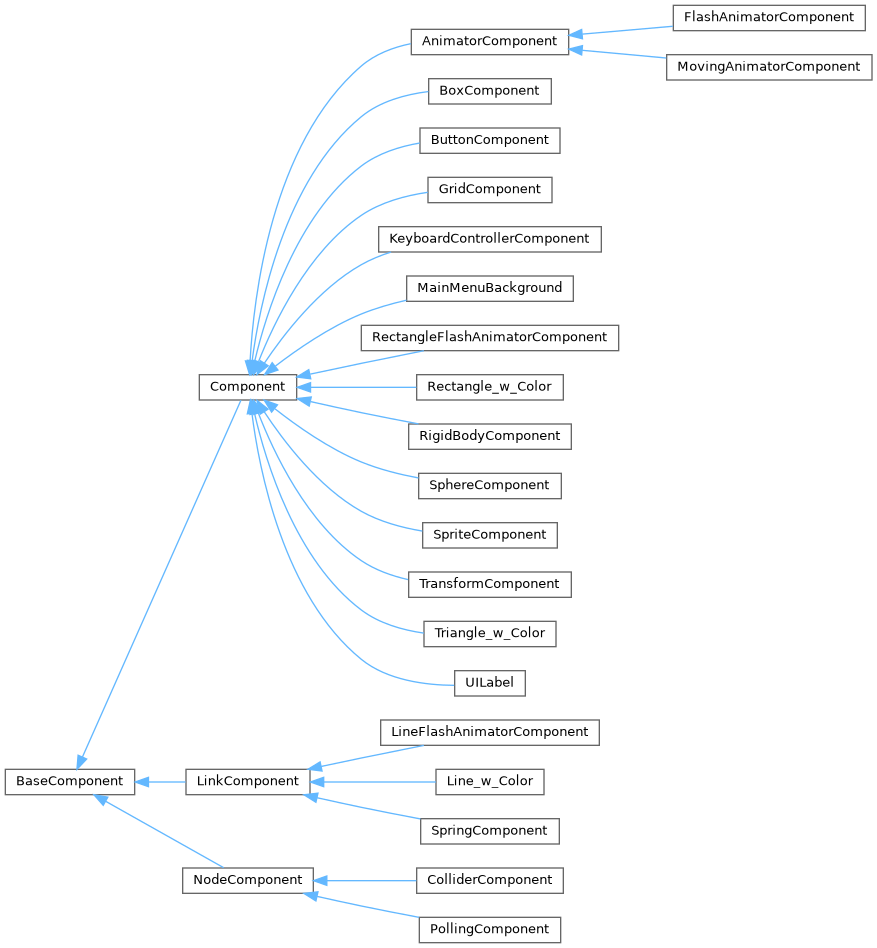 FlashAnimatorComponent
AnimatorComponent
MovingAnimatorComponent
BoxComponent
ButtonComponent
GridComponent
KeyboardControllerComponent
MainMenuBackground
RectangleFlashAnimatorComponent
Component
Rectangle_w_Color
RigidBodyComponent
SphereComponent
SpriteComponent
TransformComponent
Triangle_w_Color
UILabel
LineFlashAnimatorComponent
BaseComponent
LinkComponent
Line_w_Color
SpringComponent
NodeComponent
ColliderComponent
PollingComponent